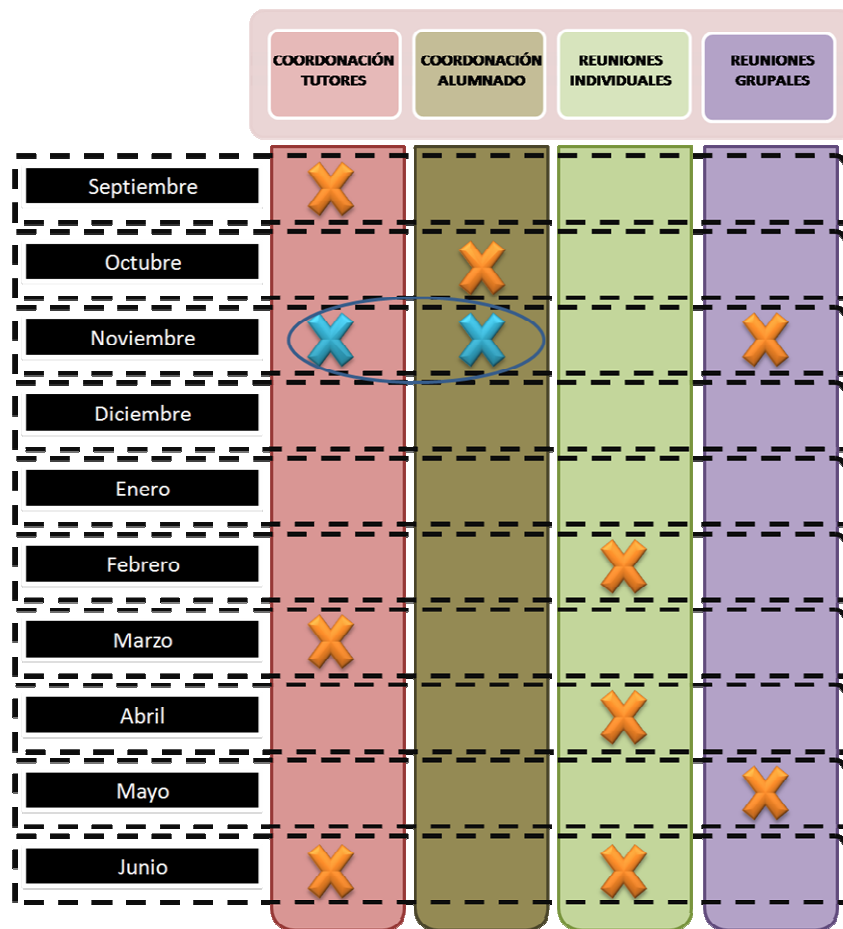 COORDONACIÓN
TUTORES
COORDONACIÓN
ALUMNADO
REUNIONES
INDIVIDUALES
REUNIONES
GRUPALES
Septiembre
Octubre
Noviembre
Diciembre
Enero
Febrero
Marzo
Abril
Mayo
Junio